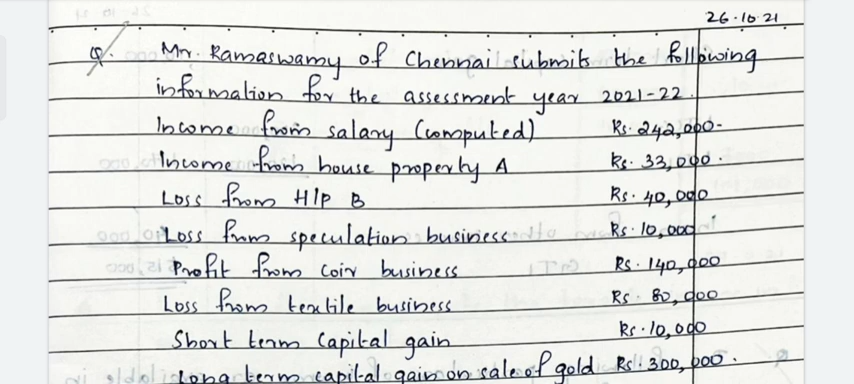 26.10.21
Q. Mr. Ramaswamy of Chennai submits the following
information for the assessment year 2021-22.
Income from salary (computed) Rs. 242,000-
Income from house property A Rs. 33,000.
Loss from H/P B Rs. 40,000
Loss from speculation business Rs. 10,000
Profit from coir business Rs. 140,000
Loss from textile business Rs 80,000
Short term Capital gain Rs. 10,000
Long term capital gain on sale of gold Rs. 300,000.